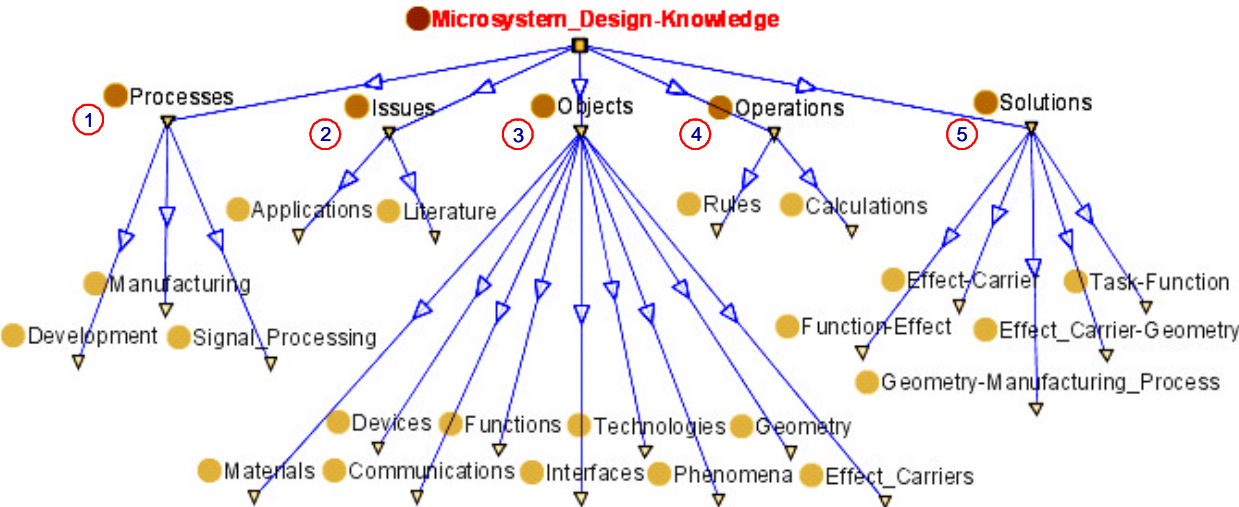 Microsystem_Design-Knowledge
1
Processes
2
Issues
3
Objects
4
Operations
5
Solutions
Applications
Literature
Rules
Calculations
Manufacturing
Development
Signal_Processing
Effect-Carrier
Task-Function
Function-Effect
Effect_Carrier-Geometry
Geometry-Manufacturing_Process
Devices
Functions
Technologies
Geometry
Materials
Communications
Interfaces
Phenomena
Effect_Carriers